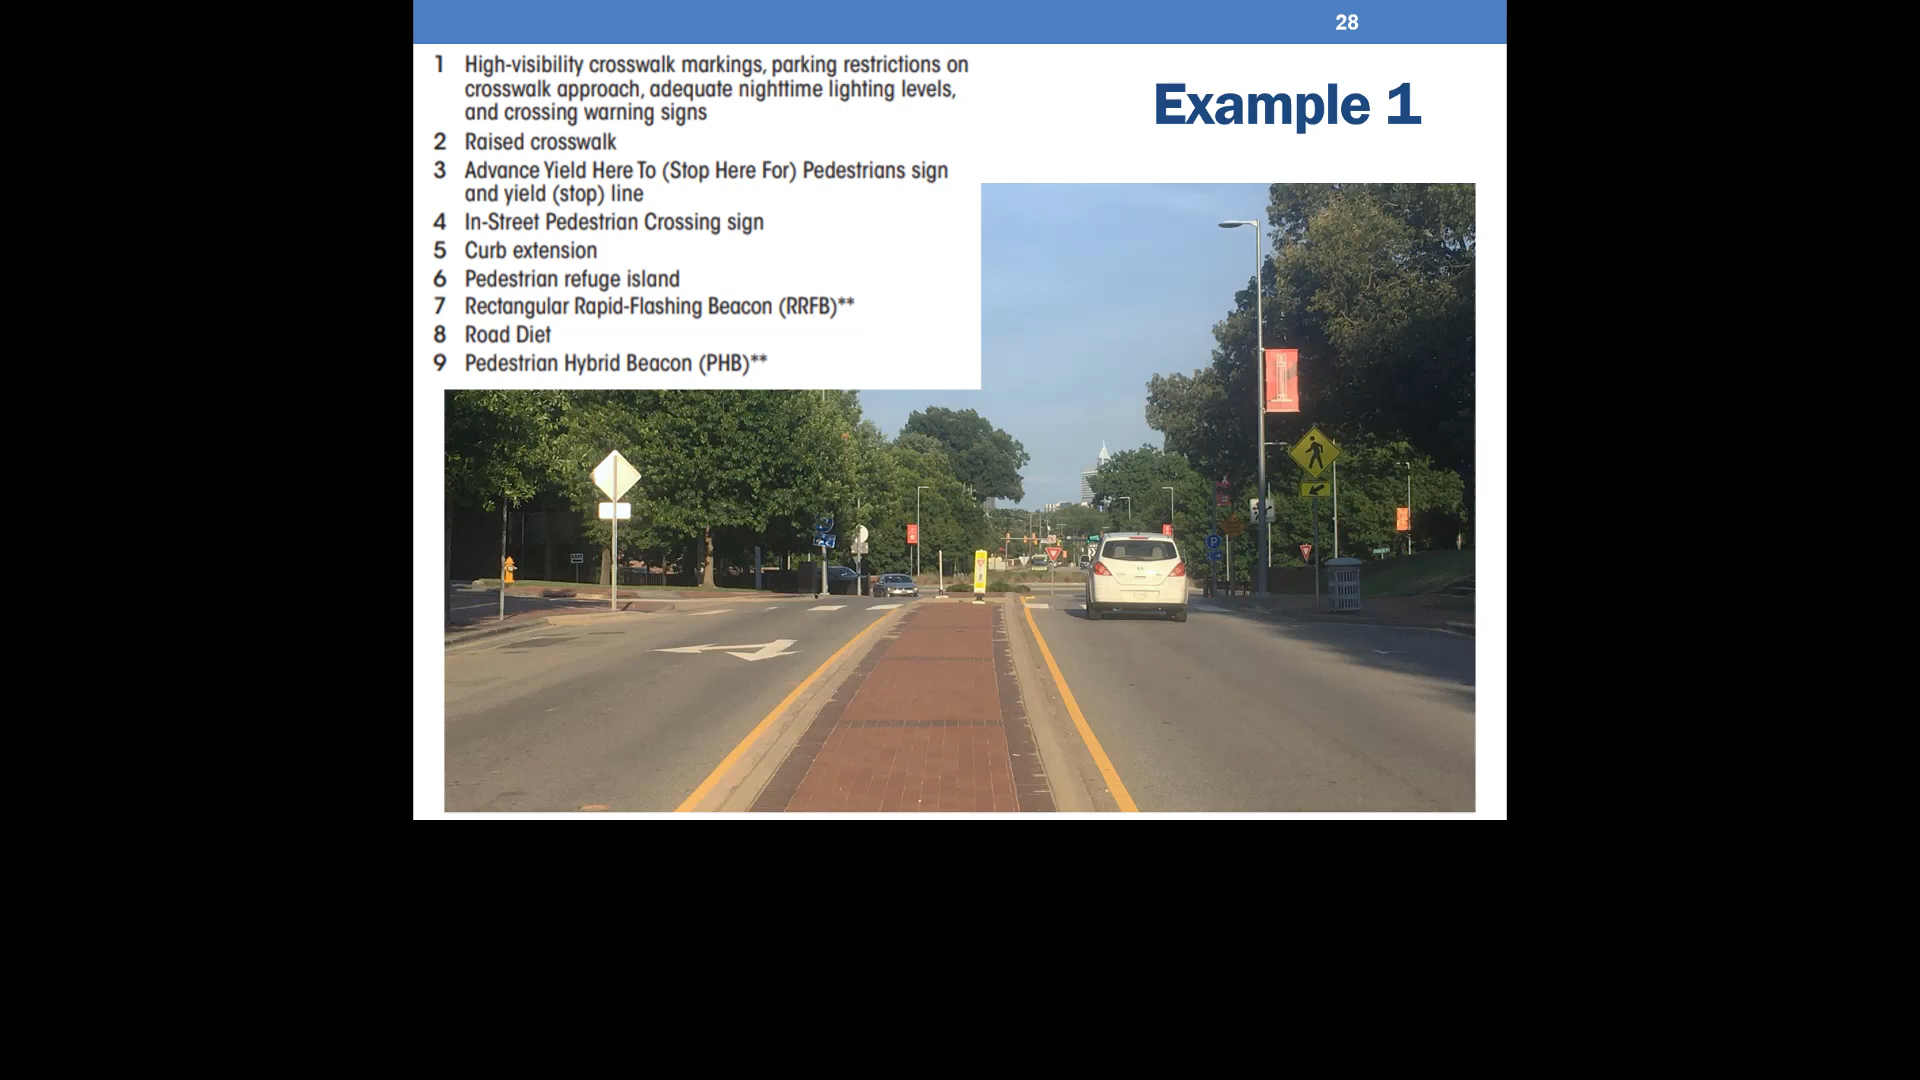 28
1 High-visibility crosswalk markings, parking restrictions on
crosswalk approach, adequate nighttime lighting levels,
and crossing warning signs
2 Raised crosswalk
3 Advance Yield Here To (Stop Here For) Pedestrians sign
and yield (stop) line
4 In-Street Pedestrian Crossing sign
5 Curb extension
6 Pedestrian refuge island
7 Rectangular Rapid-Flashing Beacon (RRFB)**
8 Road Diet
9 Pedestrian Hybrid Beacon (PHB)**
Example 1
P